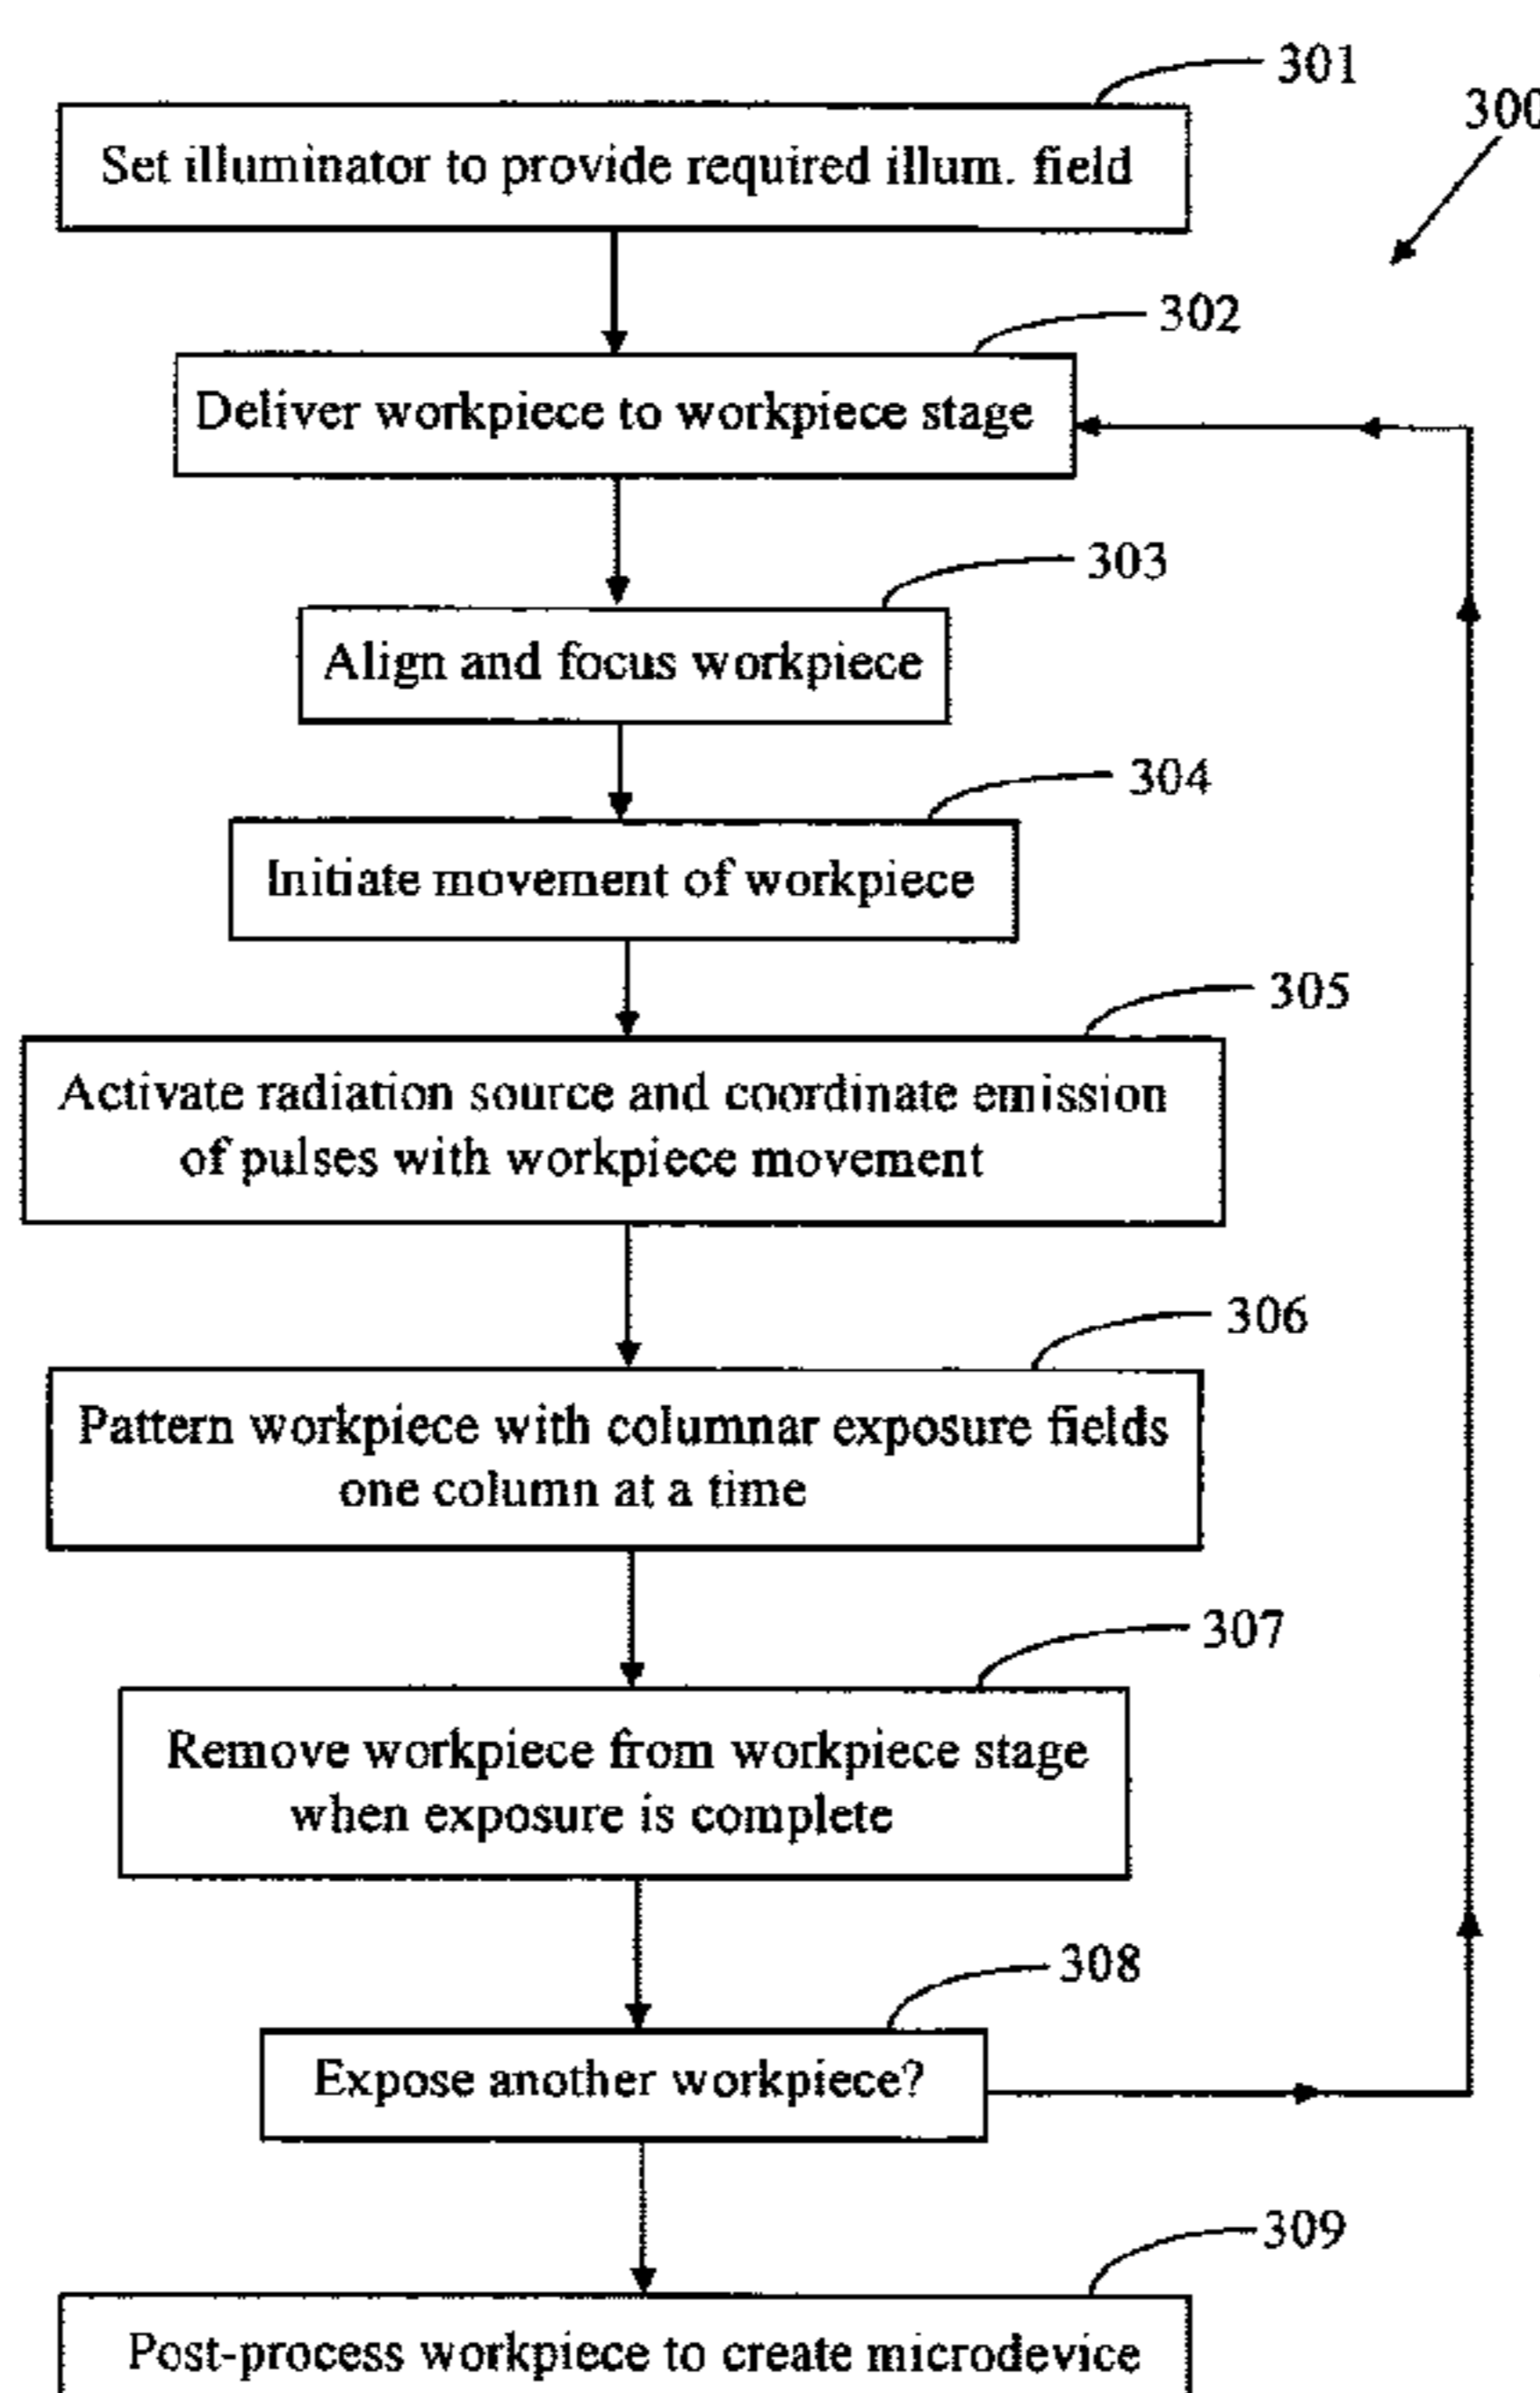 301
300
Set illuminator to provide required illum. field
302
Deliver workpiece to workpiece stage
303
Align and focus workpiece
304
Initiate movement of workpiece
305
Activate radiation source and coordinate emission
of pulses with workpiece movement
306
Pattern workpiece with columnar exposure fields
one column at a time
307
Remove workpiece from workpiece stage
when exposure is complete
308
Expose another workpiece?
309
Post-process workpiece to create microdevice